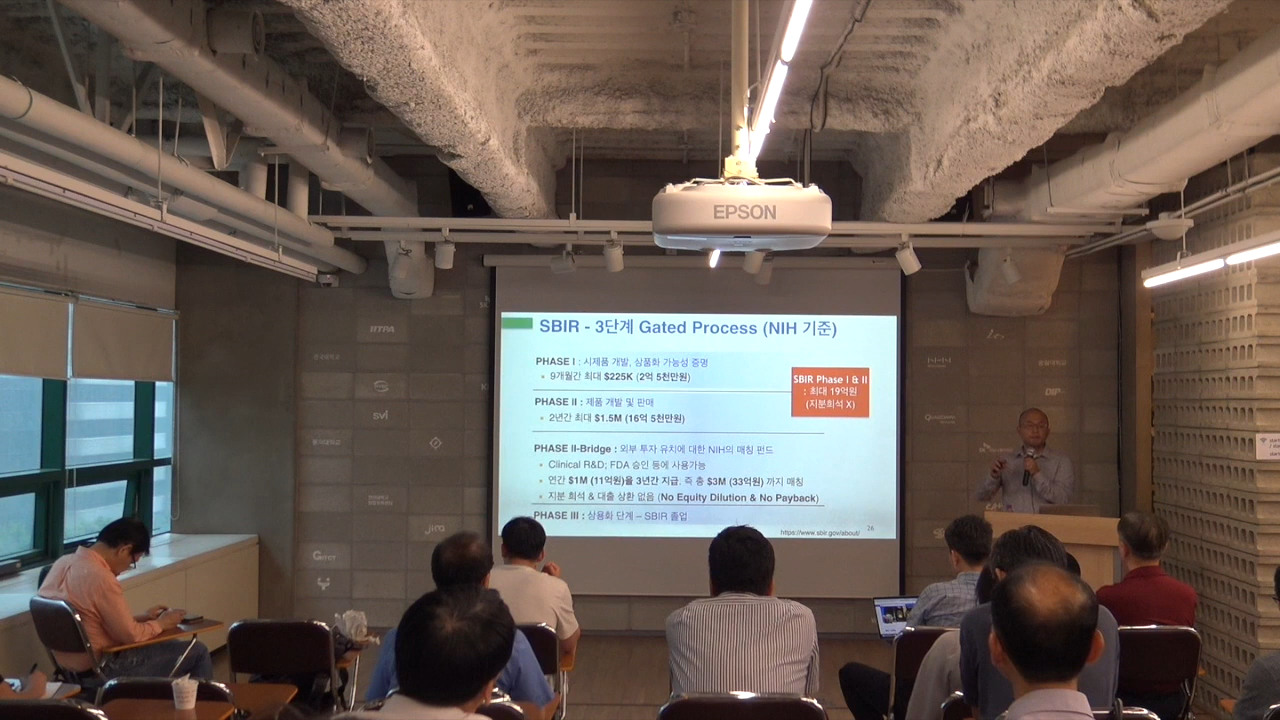 EPSON
SBIR - 3단계 Gated Process (NIH 기준)
PHASE I : 시제품 개발, 상품화 가능성 증명
9개월간 최대 $225K (2억 5천만원)
SBIR Phase I & II
: 최대 19억원
(지분희석 X)
PHASE II : 제품 개발 및 판매
2년간 최대 $1.5M (16억 5천만원)
PHASE II-Bridge : 외부 투자 유치에 대한 NIH의 매칭 펀드
Clinical R&D; FDA 승인 등에 사용가능
연간 $1M (11억원)을 3년간 지급. 즉 총 $3M (33억원) 까지 매칭
지분 희석 & 대출 상환 없음 (No Equity Dilution & No Payback)
PHASE III : 상용화 단계 – SBIR 졸업
https://www.sbir.gov/about/
26
IITPA
svi
jica
DIP